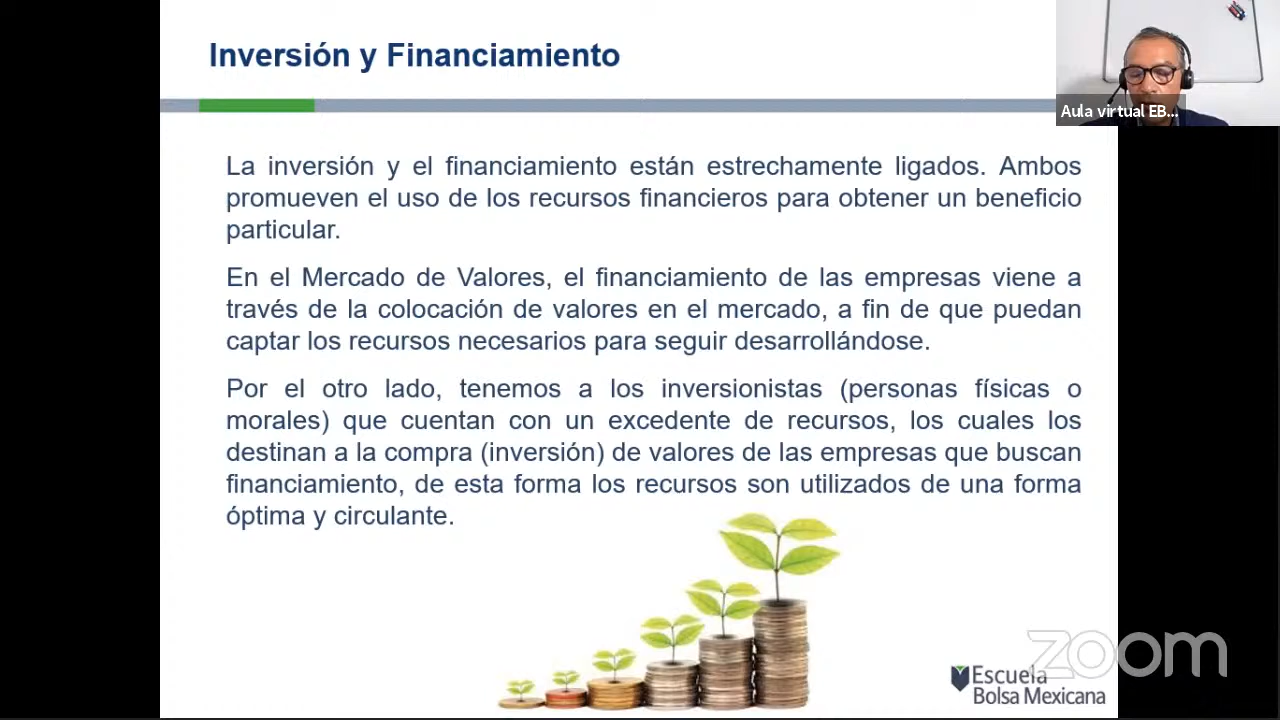 Inversión y Financiamiento
Aula virtual EB...
La inversión y el financiamiento están estrechamente ligados. Ambos
promueven el uso de los recursos financieros para obtener un beneficio
particular.
En el Mercado de Valores, el financiamiento de las empresas viene a
través de la colocación de valores en el mercado, a fin de que puedan
captar los recursos necesarios para seguir desarrollándose.
Por el otro lado, tenemos a los inversionistas (personas físicas o
morales) que cuentan con un excedente de recursos, los cuales los
destinan a la compra (inversión) de valores de las empresas que buscan
financiamiento, de esta forma los recursos son utilizados de una forma
óptima y circulante.
zoom
Escuela
Bolsa Mexicana